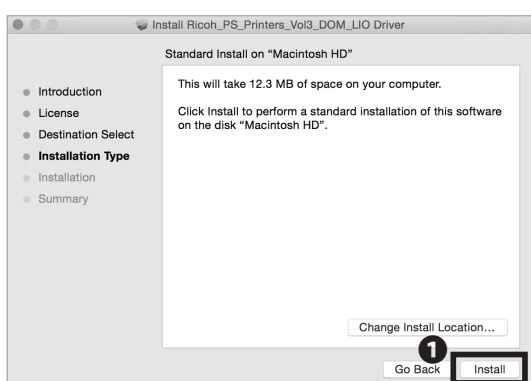 Install Ricoh_PS_Printers_Vol3_DOM_LIO Driver
Standard Install on “Macintosh HD”
Introduction
License
Destination Select
Installation Type
Installation
Summary
This will take 12.3 MB of space on your computer.
Click Install to perform a standard installation of this software
on the disk “Macintosh HD”.
Change Install Location...
1
Go Back
Install